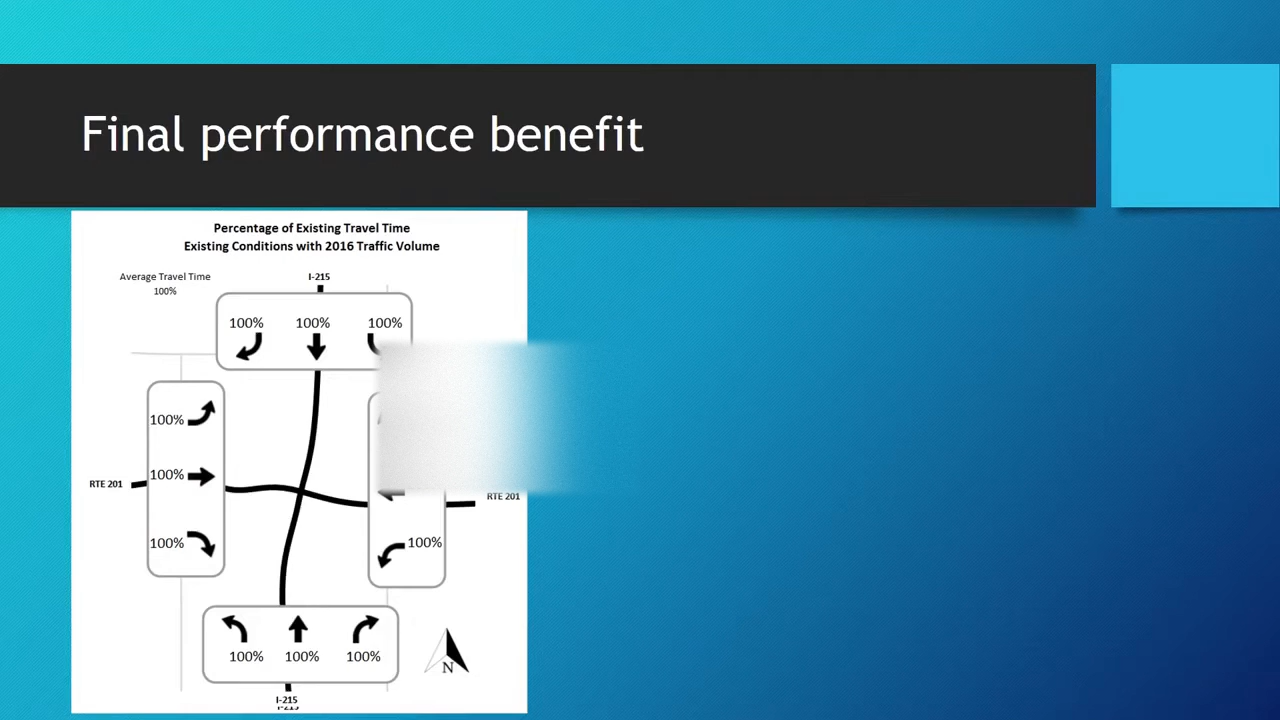 Final performance benefit
Percentage of Existing Travel Time
Existing Conditions with 2016 Traffic Volume
Average Travel Time
100%
I-215
100% 100% 100%
100%
100%
RTE 201
RTE 201
100%
100%
100% 100% 100%
N
I-215